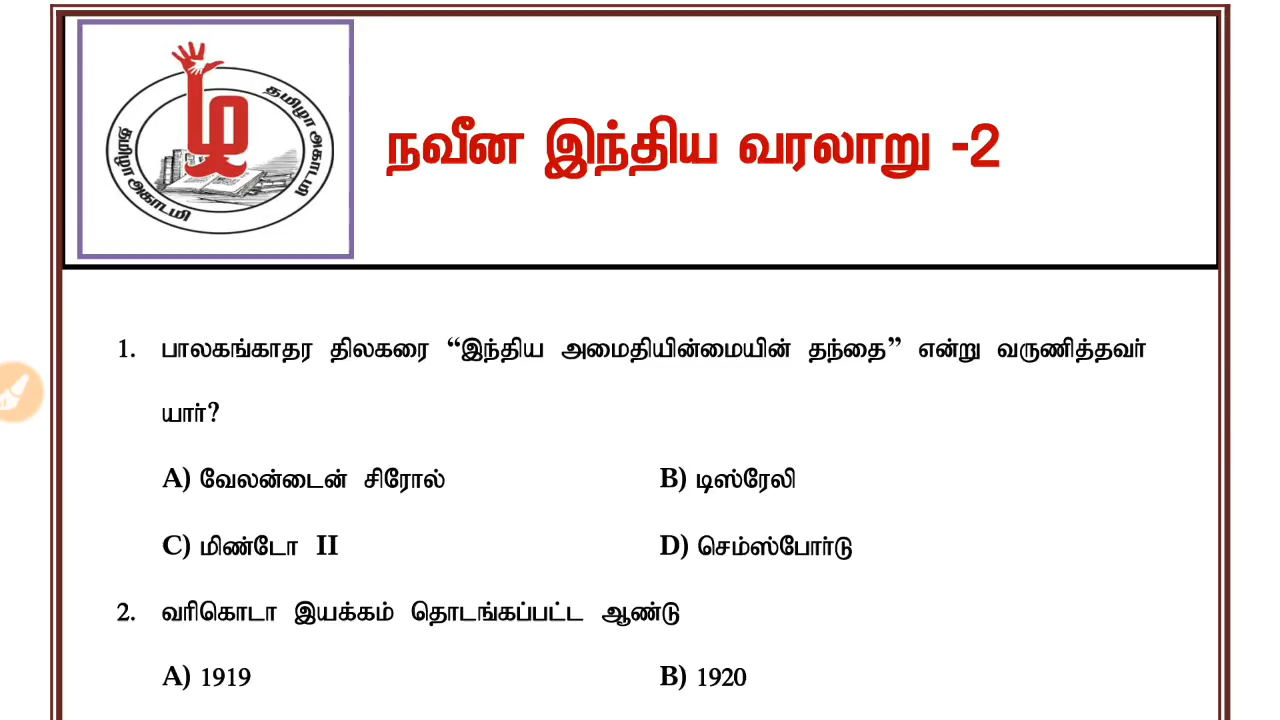 தமிழா அகாடமி
தமிழா அகாடமி
நவீன இந்திய வரலாறு -2
1. பாலகங்காதர திலகரை “இந்திய அமைதியின்மையின் தந்தை” என்று வருணித்தவர்
யார்?
A) வேலன்டைன் சிரோல் B) டிஸ்ரேலி
C) மிண்டோ II D) செம்ஸ்போர்டு
2. வரிகொடா இயக்கம் தொடங்கப்பட்ட ஆண்டு
A) 1919 B) 1920